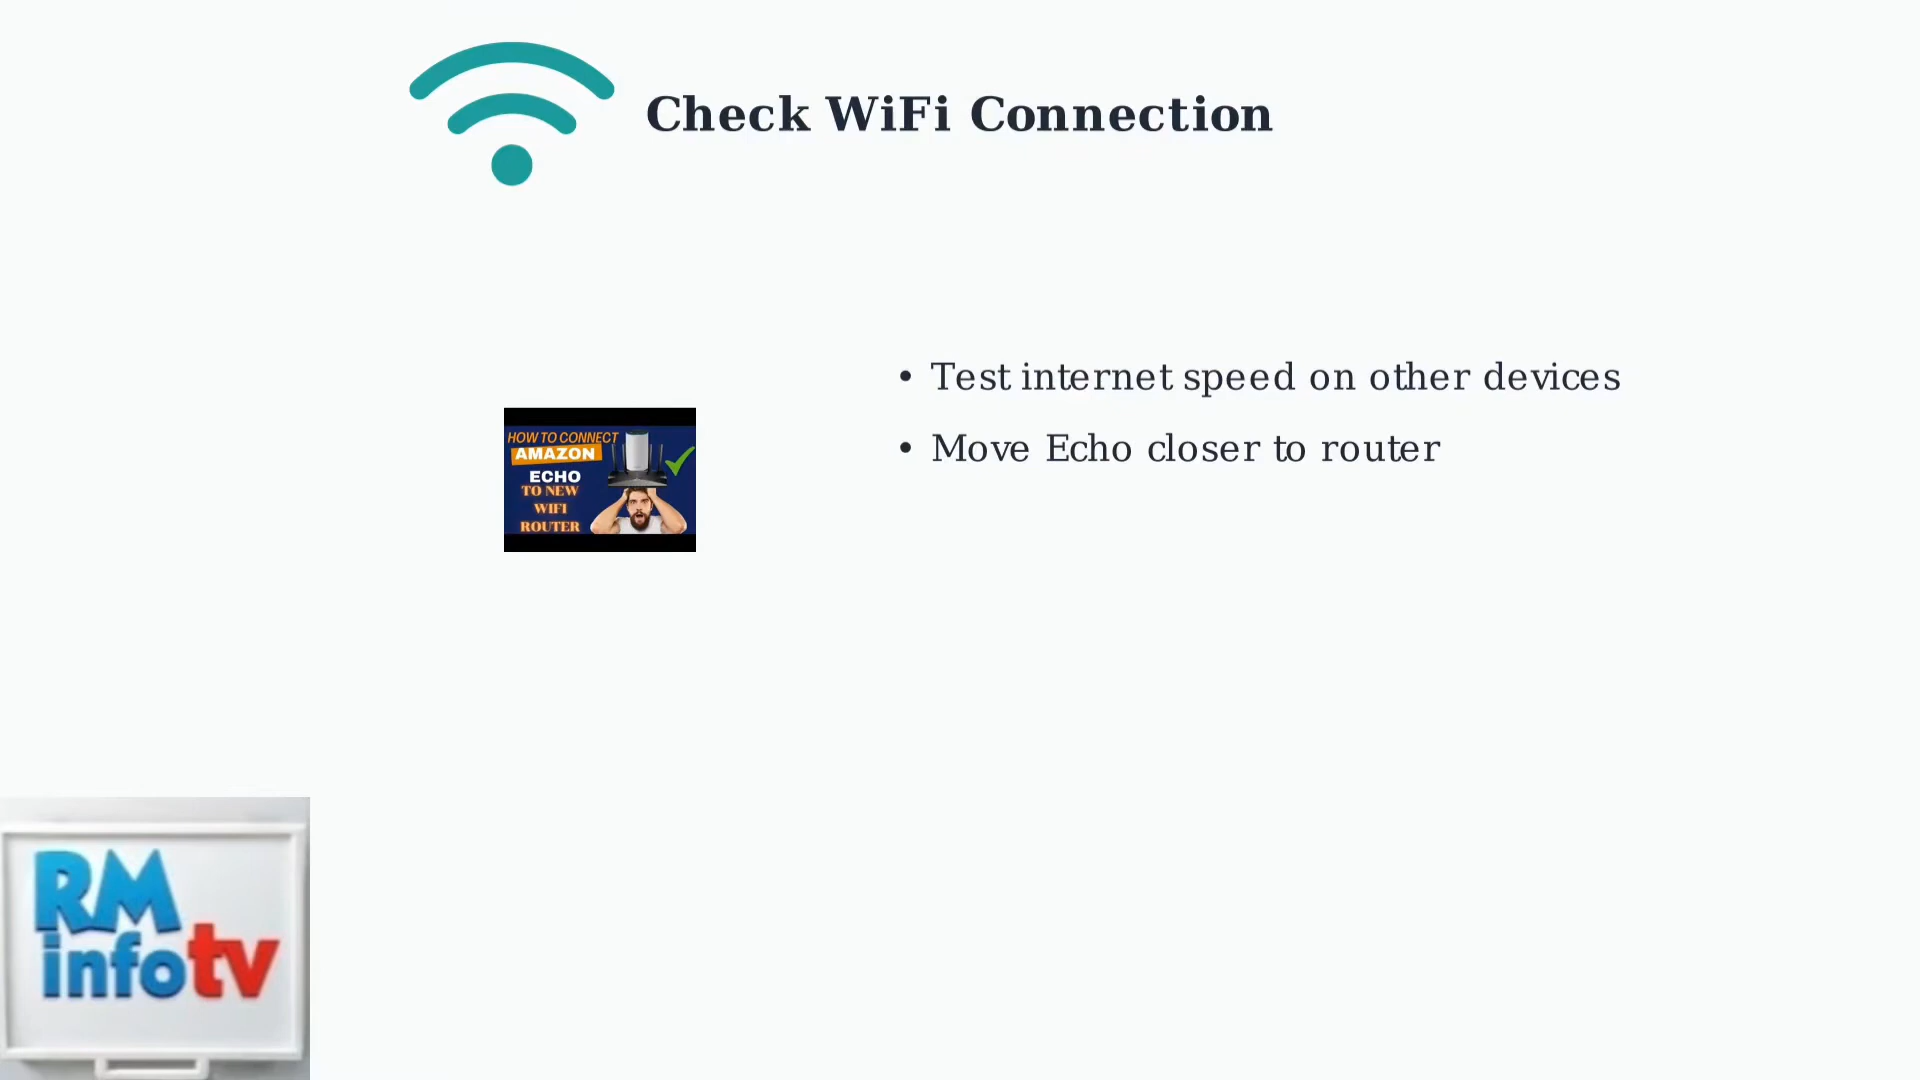 Check WiFi Connection
• Test internet speed on other devices
• Move Echo closer to router
HOW TO CONNECT
AMAZON
ECHO
TO NEW
WIFI
ROUTER
RM
infotv